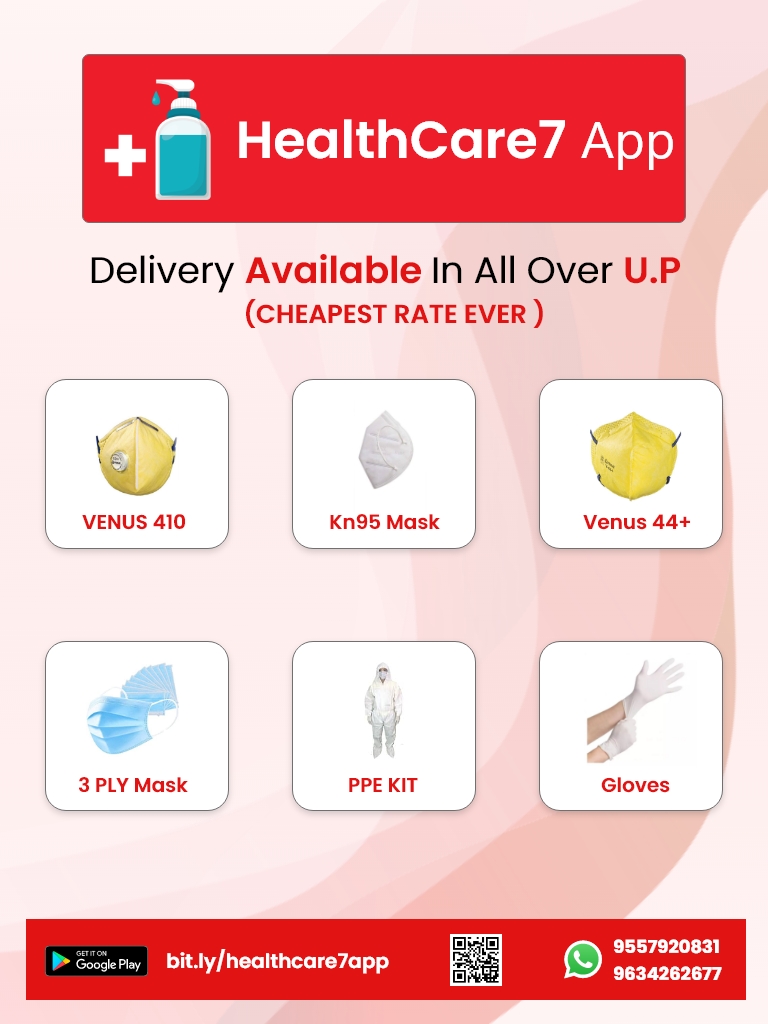 HealthCare7 App
Delivery Available In All Over U.P
(CHEAPEST RATE EVER )
VENUS 410
Kn95 Mask
Venus 44+
3 PLY Mask
PPE KIT
Gloves
GET IT ON
Google Play
bit.ly/healthcare7app
9557920831
9634262677